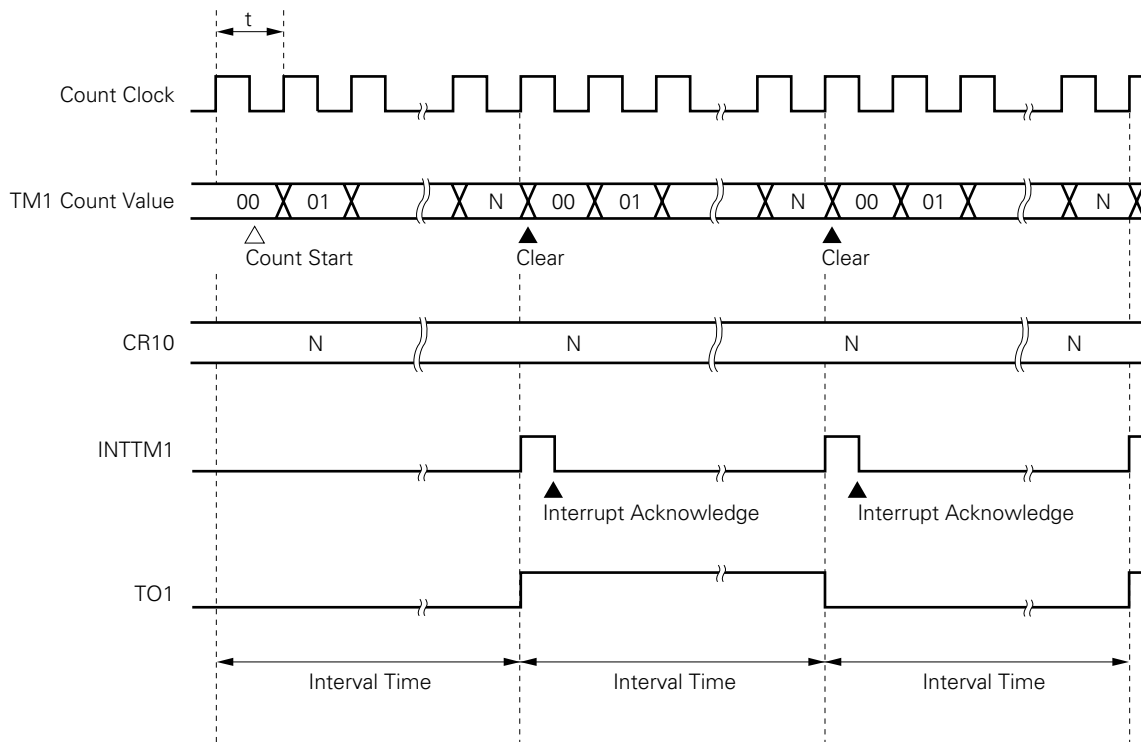 t
Count Clock
TM1 Count Value 00 01 N 00 01 N 00 01 N
Count Start Clear Clear
CR10 N N N N
INTTM1
Interrupt Acknowledge Interrupt Acknowledge
TO1
Interval Time Interval Time Interval Time